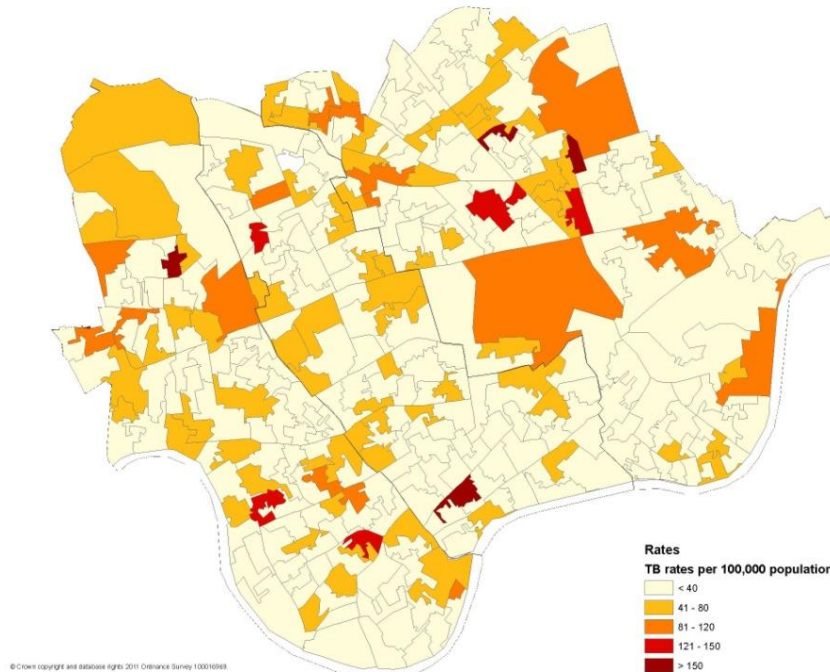 Rates
TB rates per 100,000 population
< 40
41 - 80
81 - 120
121 - 150
> 150
© Crown copyright and database rights 2011 Ordnance Survey 100016969.